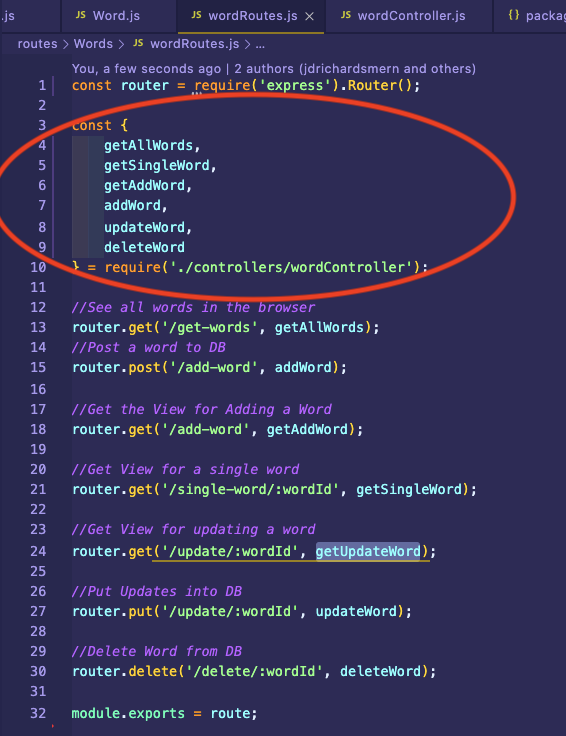 .js
JS Word.js
JS wordRoutes.js ×
JS wordController.js
{} packag
routes > Words > JS wordRoutes.js > ...
You, a few seconds ago | 2 authors (jdrichardsmern and others)
1 const router = require('express').Router();
2
3 const {
4 getAllWords,
5 getSingleWord,
6 getAddWord,
7 addWord,
8 updateWord,
9 deleteWord
10 } = require('./controllers/wordController');
11
12 //See all words in the browser
13 router.get('/get-words', getAllWords);
14 //Post a word to DB
15 router.post('/add-word', addWord);
16
17 //Get the View for Adding a Word
18 router.get('/add-word', getAddWord);
19
20 //Get View for a single word
21 router.get('/single-word/:wordId', getSingleWord);
22
23 //Get View for updating a word
24 router.get('/update/:wordId', getUpdateWord);
25
26 //Put Updates into DB
27 router.put('/update/:wordId', updateWord);
28
29 //Delete Word from DB
30 router.delete('/delete/:wordId', deleteWord);
31
32 module.exports = route;